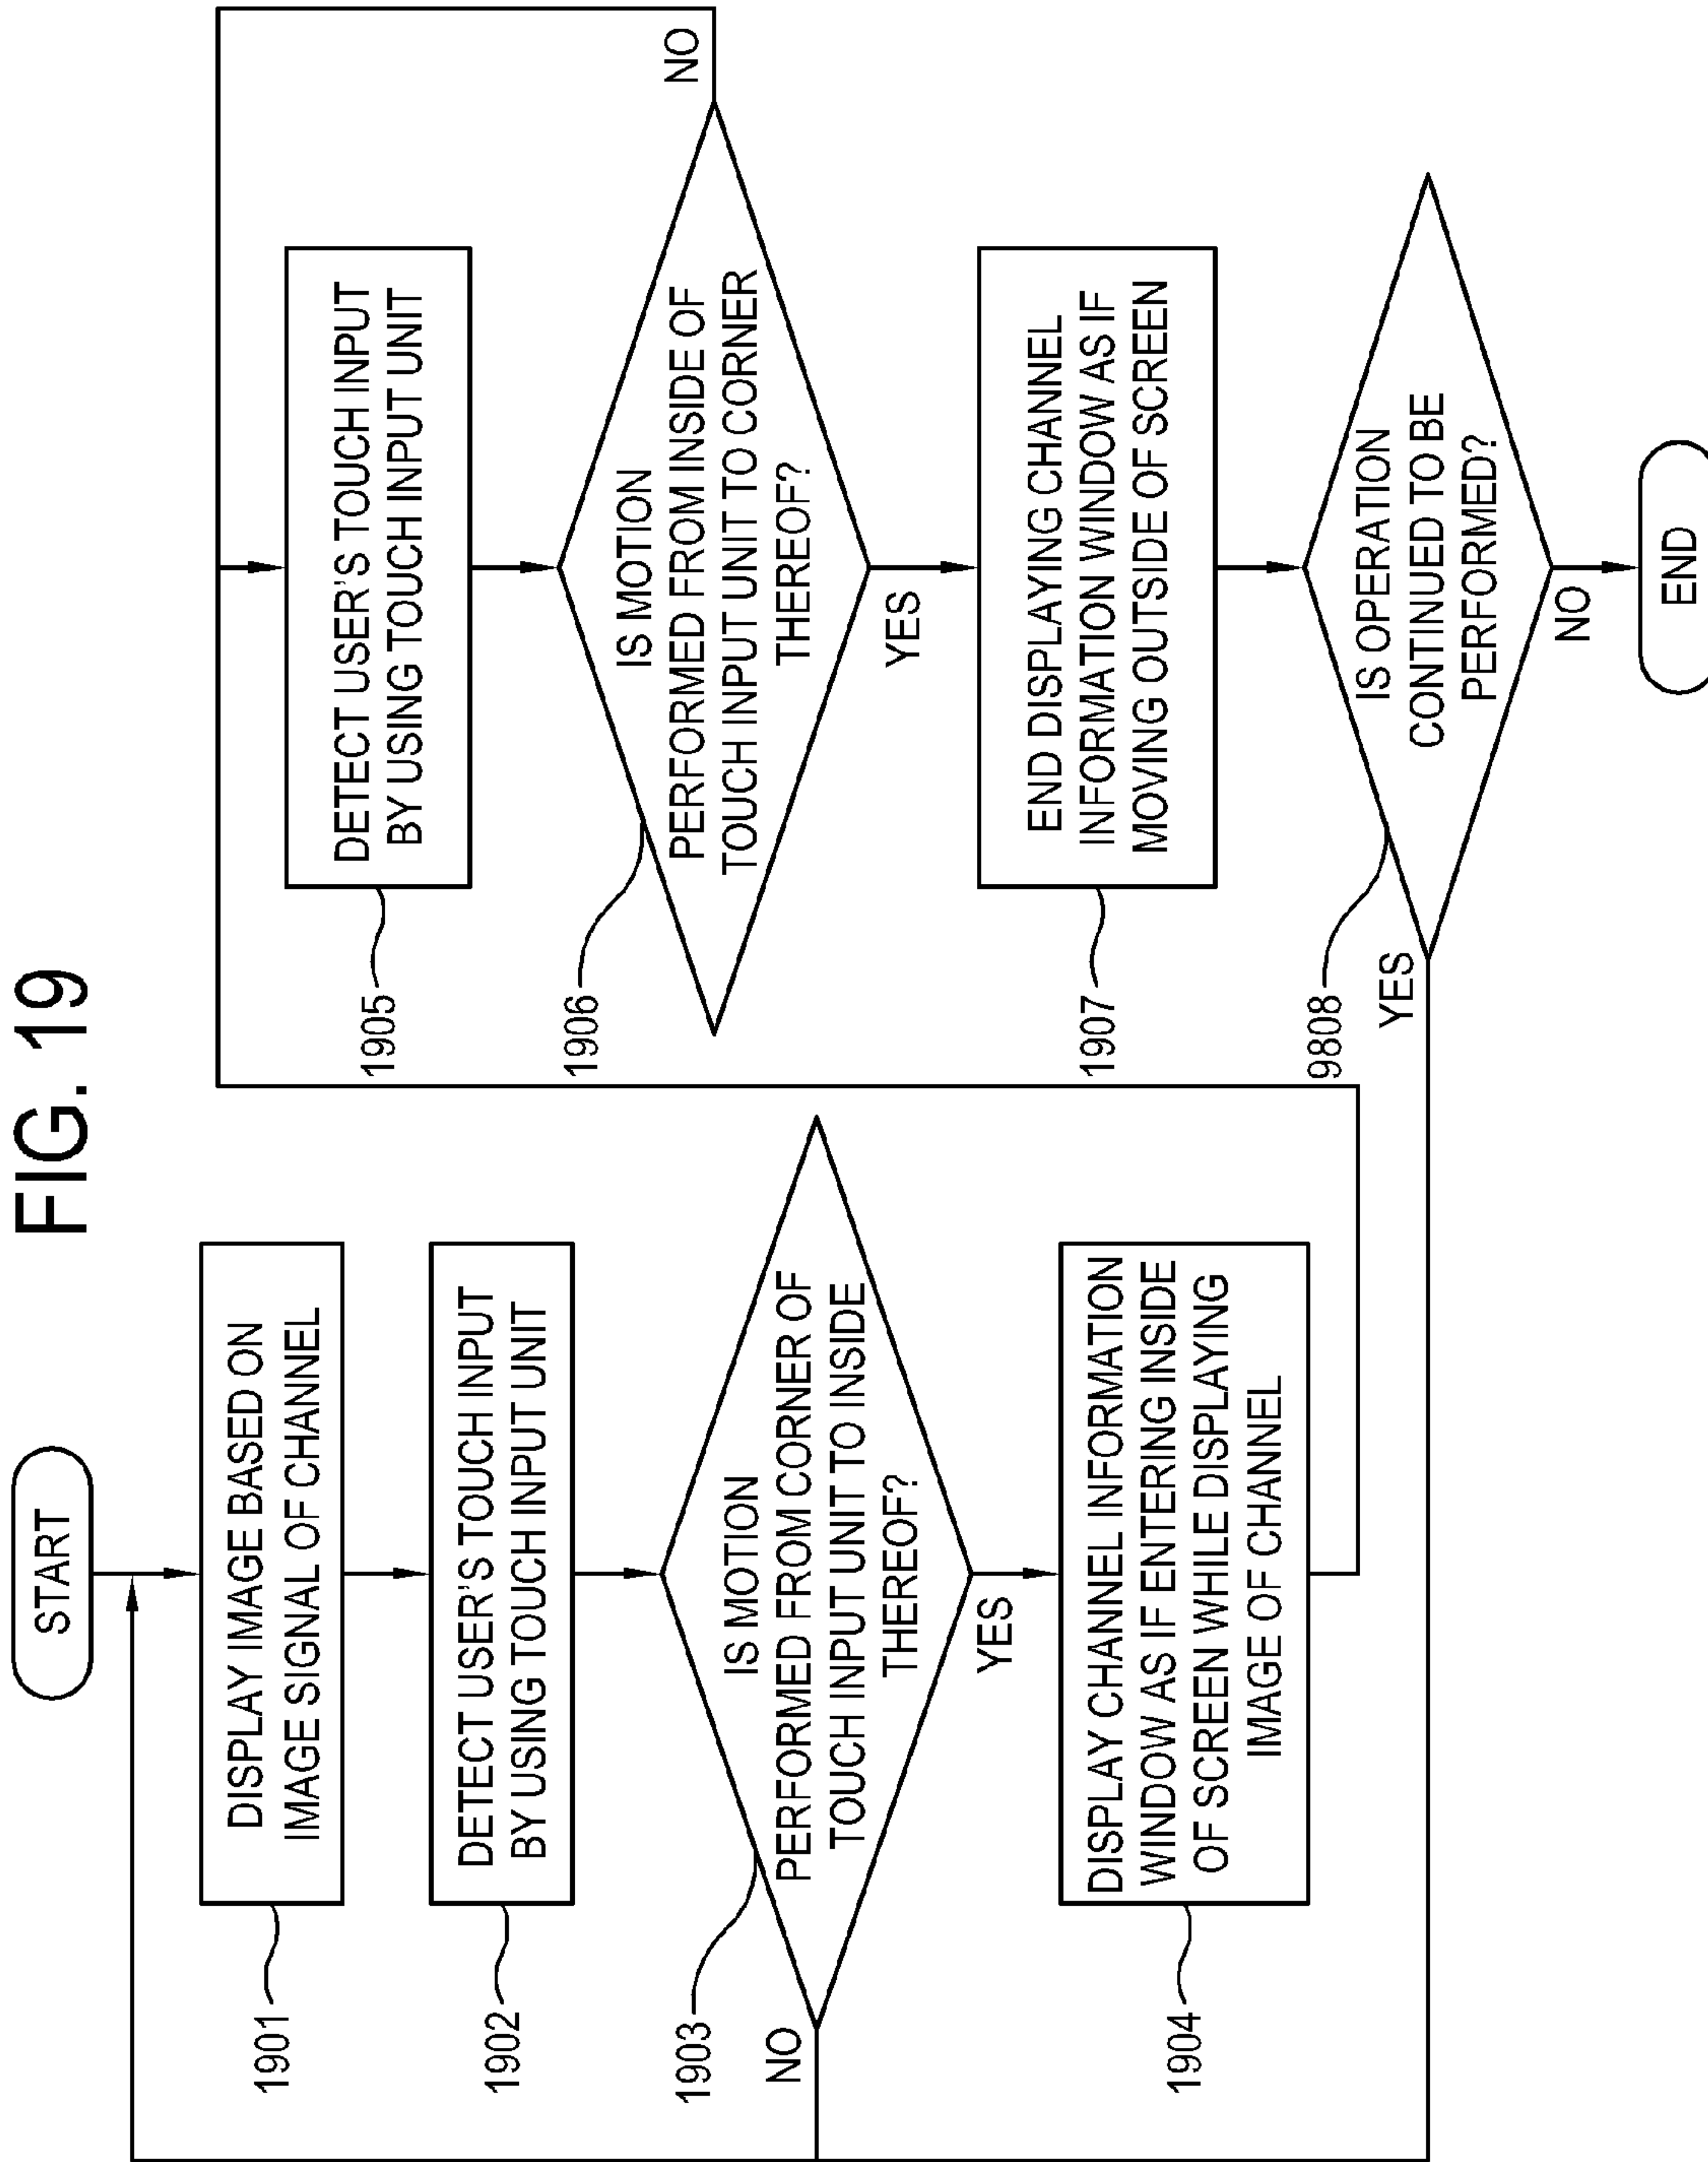 FIG. 19
START
DISPLAY IMAGE BASED ON
IMAGE SIGNAL OF CHANNEL
1901
DETECT USER'S TOUCH INPUT
BY USING TOUCH INPUT UNIT
1902
IS MOTION
PERFORMED FROM CORNER OF
TOUCH INPUT UNIT TO INSIDE
THEREOF?
1903
NO
YES
DISPLAY CHANNEL INFORMATION
WINDOW AS IF ENTERING INSIDE
OF SCREEN WHILE DISPLAYING
IMAGE OF CHANNEL
1904
DETECT USER'S TOUCH INPUT
BY USING TOUCH INPUT UNIT
1905
IS MOTION
PERFORMED FROM INSIDE OF
TOUCH INPUT UNIT TO CORNER
THEREOF?
1906
NO
YES
END DISPLAYING CHANNEL
INFORMATION WINDOW AS IF
MOVING OUTSIDE OF SCREEN
1907
IS OPERATION
CONTINUED TO BE
PERFORMED?
9808
YES
NO
END